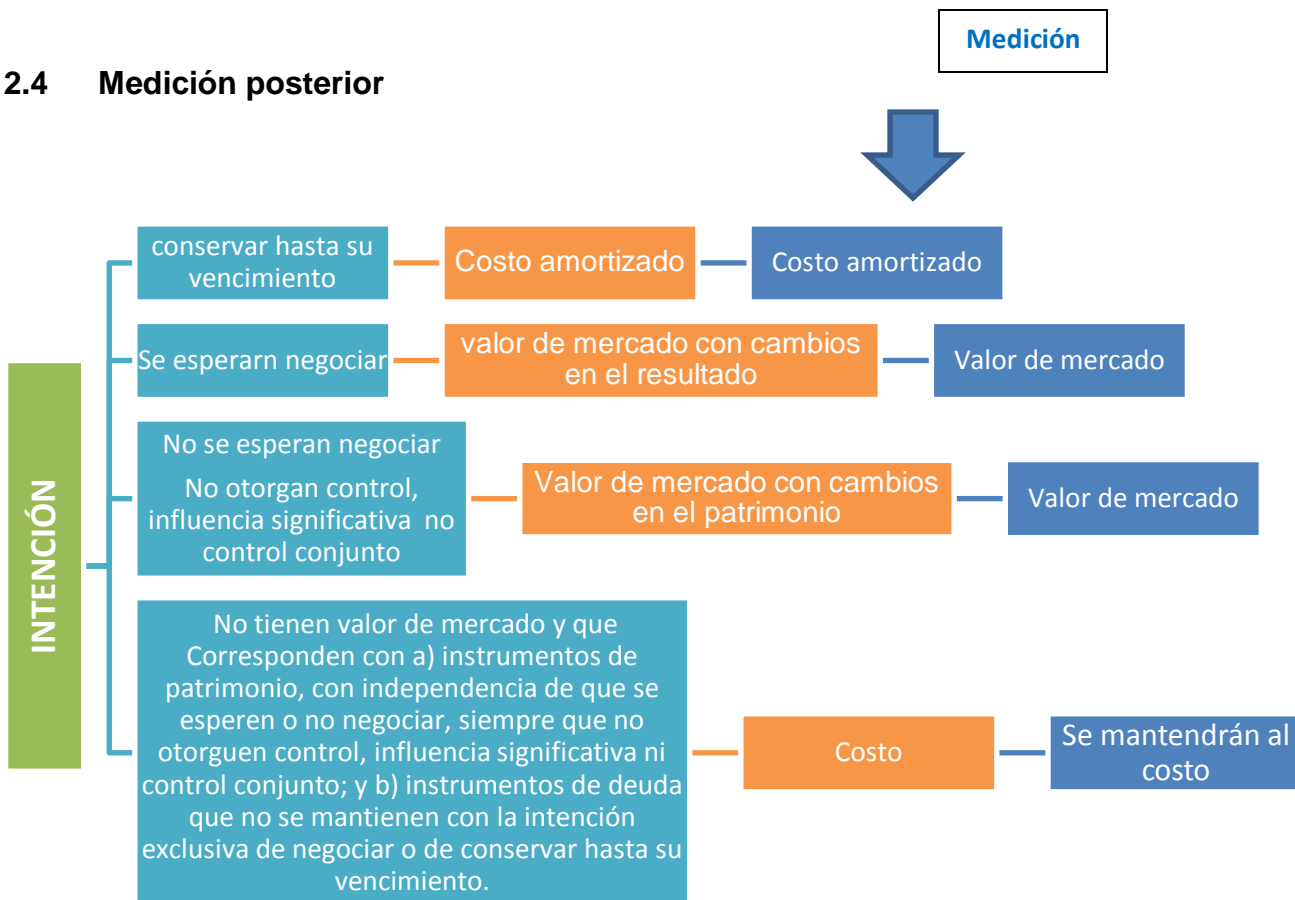 Medición
2.4 Medición posterior
INTENCIÓN
conservar hasta su
vencimiento
Costo amortizado
Costo amortizado
Se esperarn negociar
valor de mercado con cambios
en el resultado
Valor de mercado
No se esperan negociar
No otorgan control,
influencia significativa no
control conjunto
Valor de mercado con cambios
en el patrimonio
Valor de mercado
No tienen valor de mercado y que
Corresponden con a) instrumentos de
patrimonio, con independencia de que se
esperen o no negociar, siempre que no
otorguen control, influencia significativa ni
control conjunto; y b) instrumentos de deuda
que no se mantienen con la intención
exclusiva de negociar o de conservar hasta su
vencimiento.
Costo
Se mantendrán al
costo